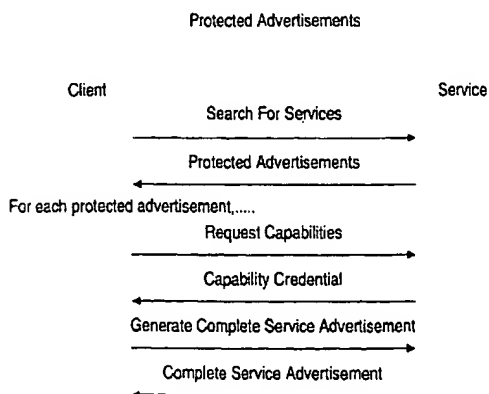 Protected Advertisements
Client
Service
Search For Services
Protected Advertisements
For each protected advertisement,.....
Request Capabilities
Capability Credential
Generate Complete Service Advertisement
Complete Service Advertisement